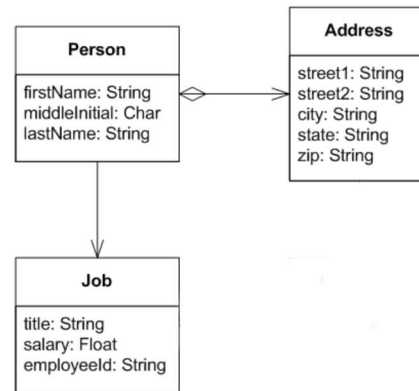 Person
firstName: String
middleInitial: Char
lastName: String
Address
street1: String
street2: String
city: String
state: String
zip: String
Job
title: String
salary: Float
employeeId: String